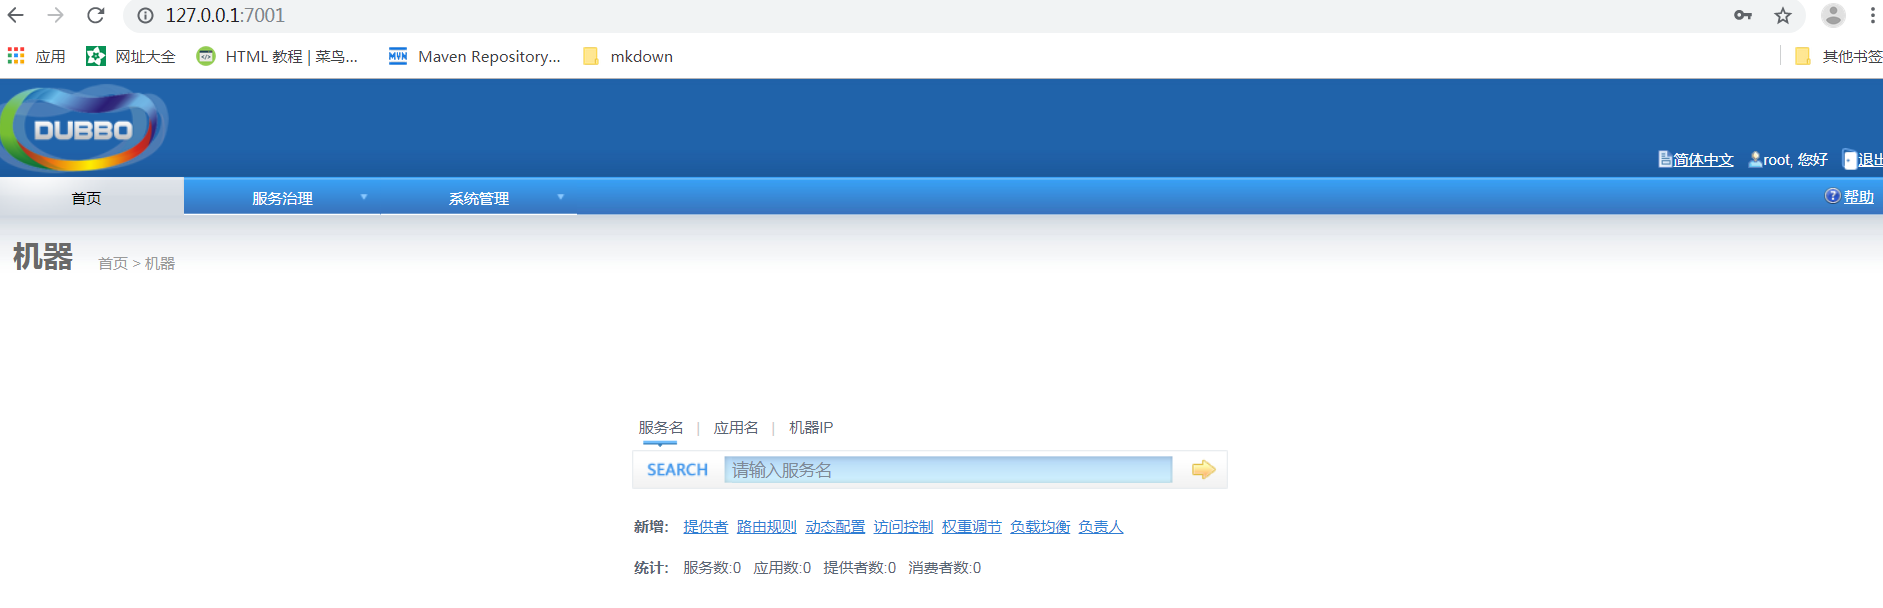 127.0.0.1:7001
应用 网址大全 HTML 教程 | 菜鸟... MVN Maven Repository... mkdown 其他书签
DUBBO
简体中文 root, 您好 退出
首页 服务治理 系统管理 帮助
机器 首页 > 机器
服务名 | 应用名 | 机器IP
SEARCH 请输入服务名
新增: 提供者 路由规则 动态配置 访问控制 权重调节 负载均衡 负责人
统计: 服务数:0 应用数:0 提供者数:0 消费者数:0